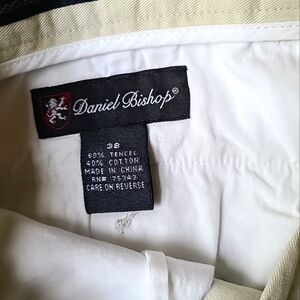 Daniel Bishop®
38
60% TENCEL
40% COTTON
MADE IN CHINA
RN# 75343
CARE ON REVERSE